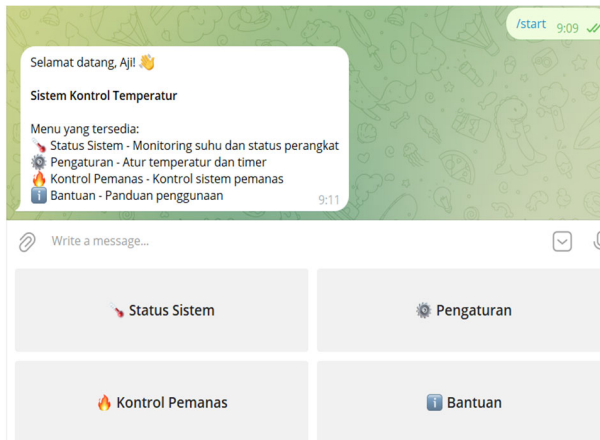 /start 9:09
Selamat datang, Aji! 👋
Sistem Kontrol Temperatur
Menu yang tersedia:
🌡️ Status Sistem - Monitoring suhu dan status perangkat
⚙️ Pengaturan - Atur temperatur dan timer
🔥 Kontrol Pemanas - Kontrol sistem pemanas
ℹ️ Bantuan - Panduan penggunaan
9:11
Write a message...
🌡️ Status Sistem
⚙️ Pengaturan
🔥 Kontrol Pemanas
ℹ️ Bantuan